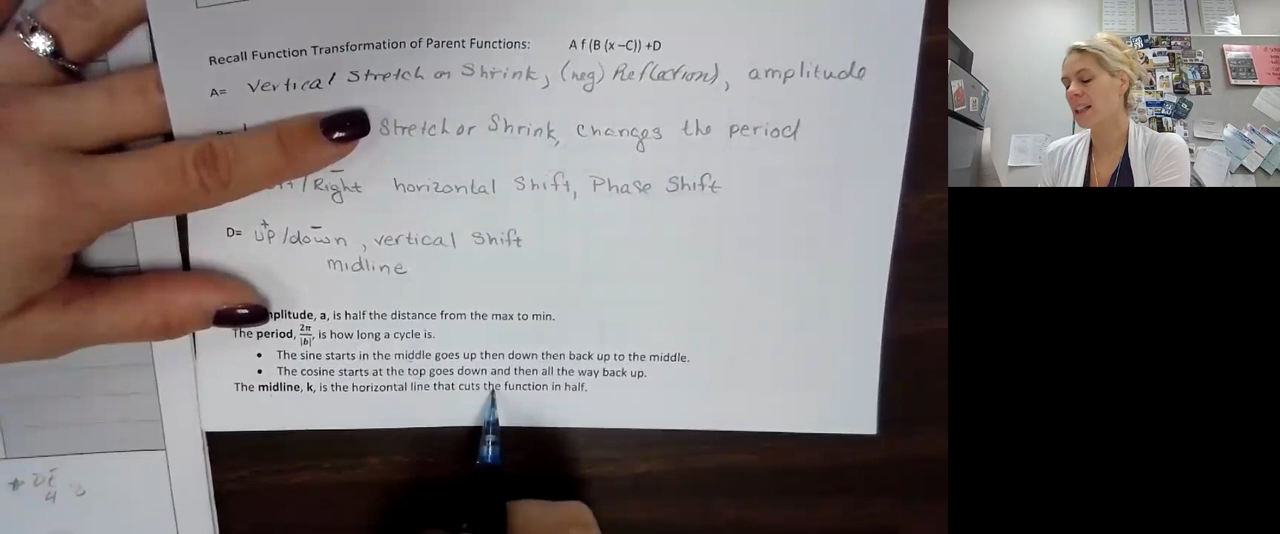 Recall Function Transformation of Parent Functions: A f (B (x –C)) +D
A= Vertical Stretch or Shrink, (neg) Reflection), amplitude
Stretch or Shrink, changes the period
/Right horizontal Shift, Phase Shift
D= + up/down –, vertical Shift
midline
mplitude, a, is half the distance from the max to min.
The period, 2π/|b|, is how long a cycle is.
• The sine starts in the middle goes up then down then back up to the middle.
• The cosine starts at the top goes down and then all the way back up.
The midline, k, is the horizontal line that cuts the function in half.